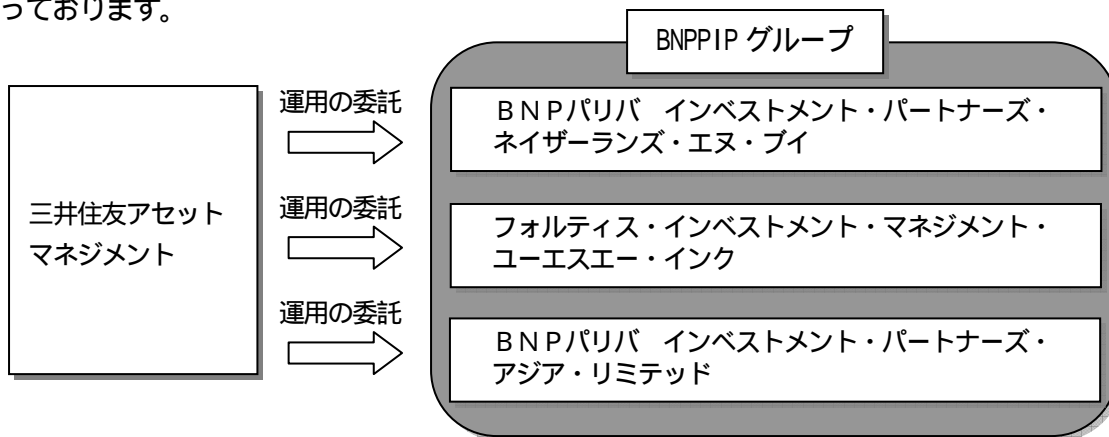 っております。
BNPPIP グループ
運用の委託
ＢＮＰパリバ　インベストメント・パートナーズ・
ネイザーランズ・エヌ・ブイ
三井住友アセット
マネジメント
運用の委託
フォルティス・インベストメント・マネジメント・
ユーエスエー・インク
運用の委託
ＢＮＰパリバ　インベストメント・パートナーズ・
アジア・リミテッド